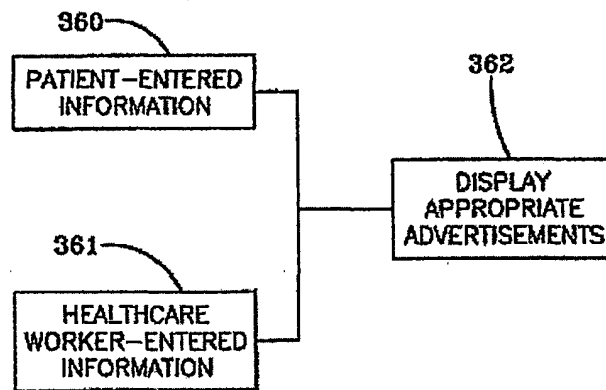 360
PATIENT-ENTERED
INFORMATION
362
DISPLAY
APPROPRIATE
ADVERTISEMENTS
361
HEALTHCARE
WORKER-ENTERED
INFORMATION